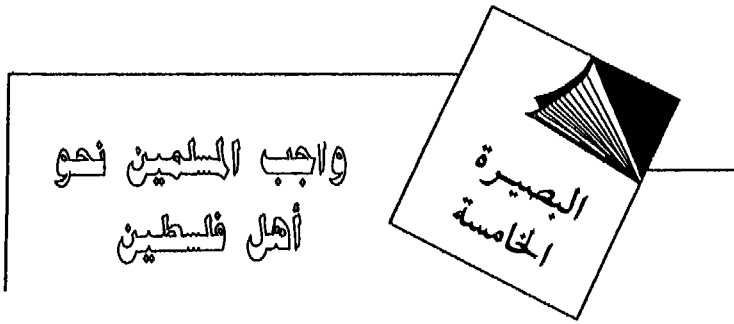 البصيرة
الخامسة
واجب المسلمين نحو
أهل فلسطين